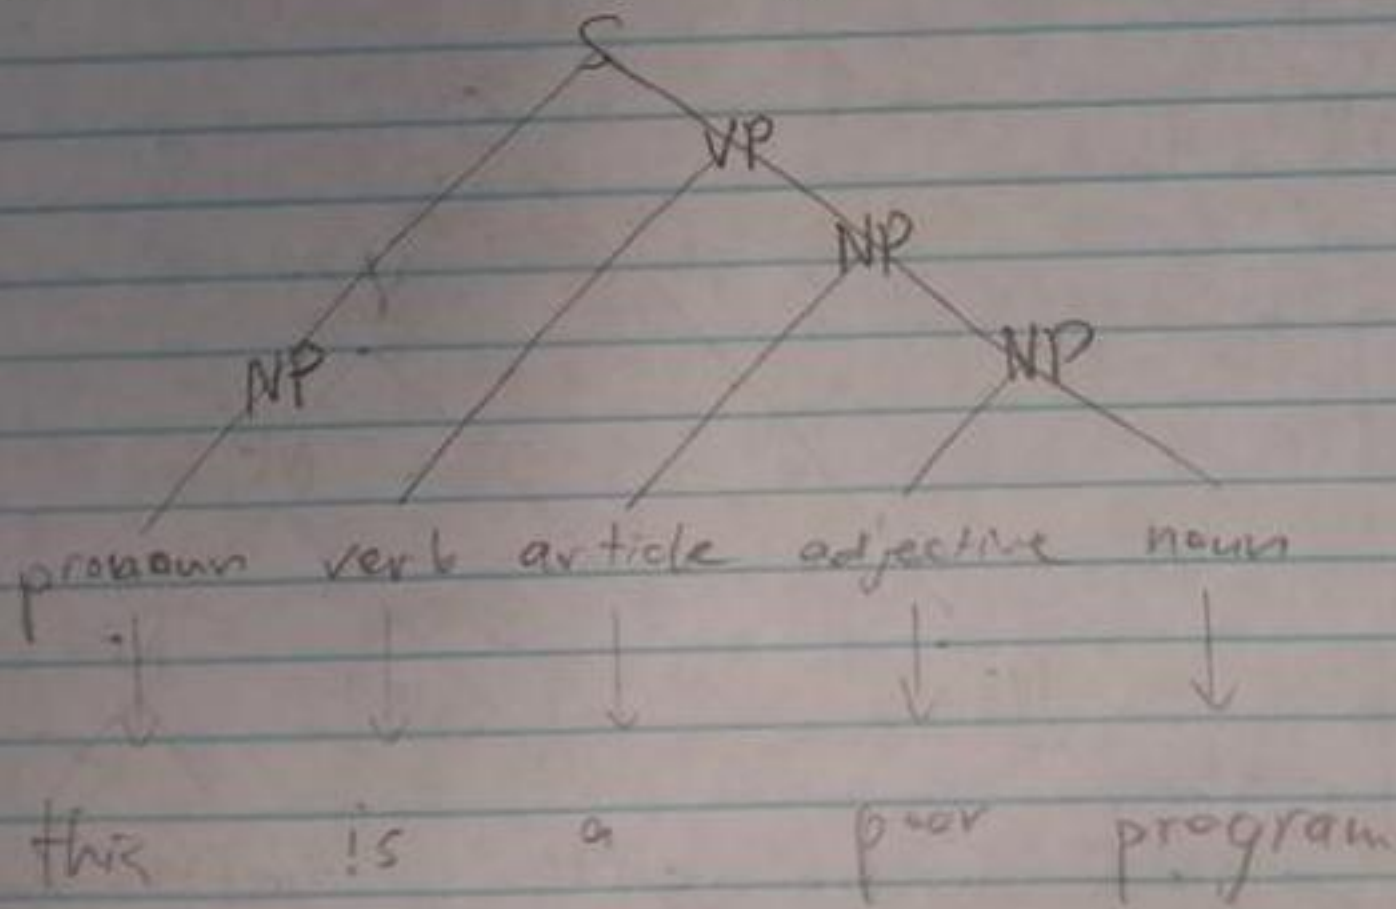 S
VP
NP
NP
NP
pronoun verb article adjective noun
this is a poor program